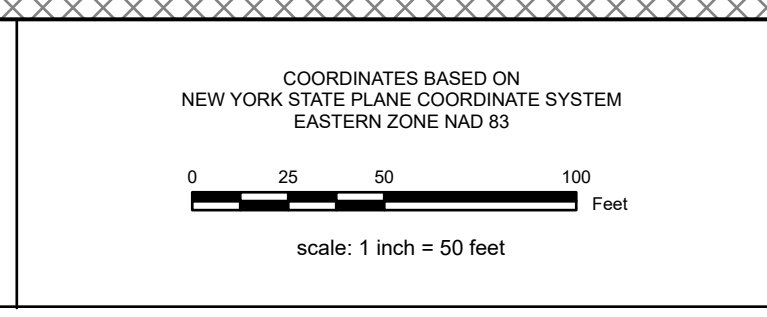 COORDINATES BASED ON
NEW YORK STATE PLANE COORDINATE SYSTEM
EASTERN ZONE NAD 83
0 25 50 100
Feet
scale: 1 inch = 50 feet